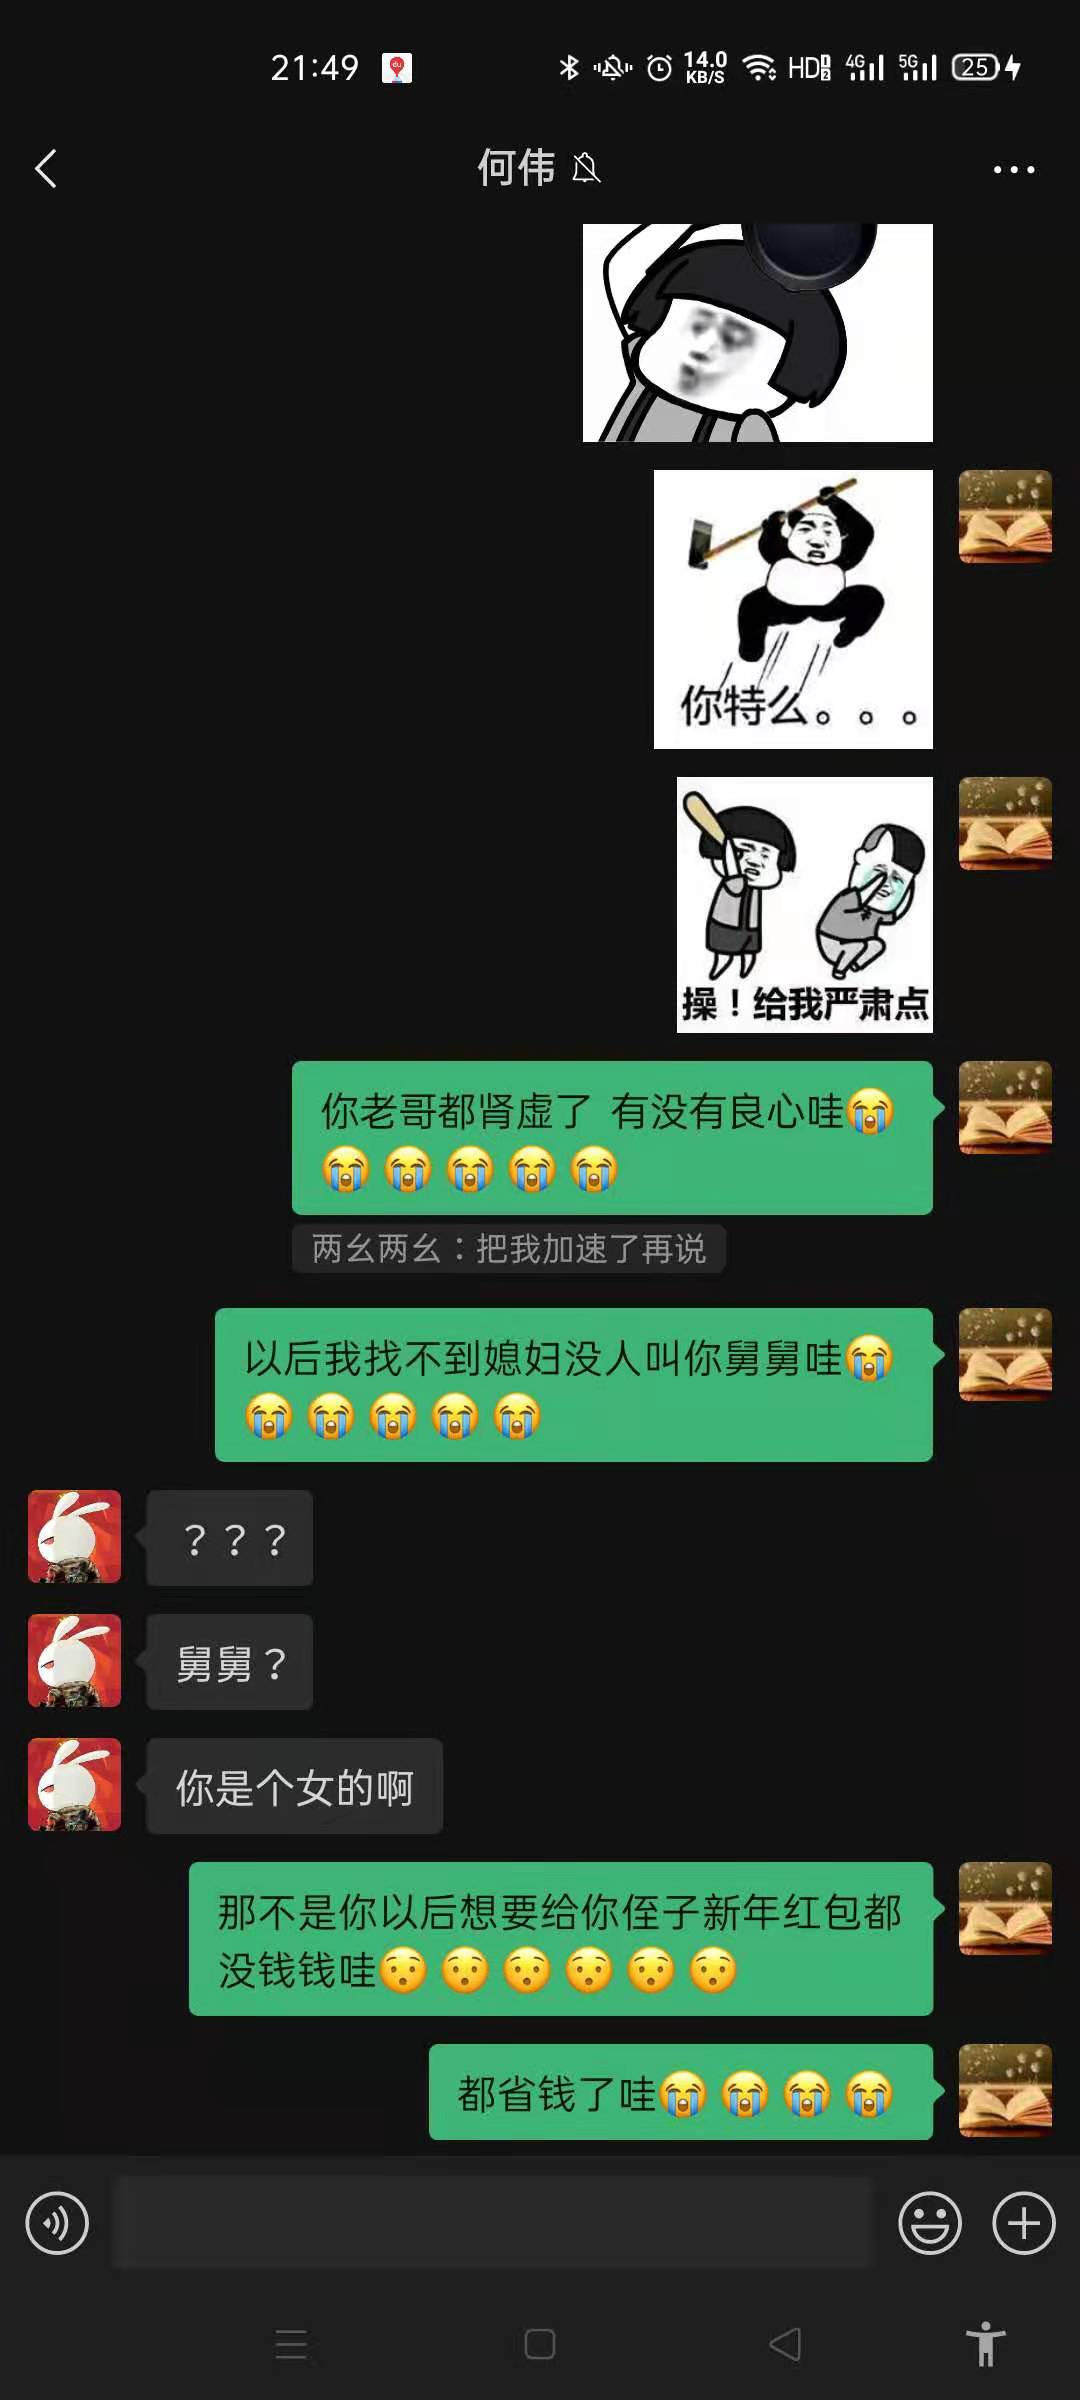 21:49
du
14.0
KB/S
HD
4G
5G
25
何伟
...
你特么。。。
操！给我严肃点
你老哥都肾虚了 有没有良心哇😭
😭😭😭😭😭
两幺两幺：把我加速了再说
以后我找不到媳妇没人叫你舅舅哇😭
😭😭😭😭😭
？？？
舅舅？
你是个女的啊
那不是你以后想要给你侄子新年红包都
没钱钱哇😯😯😯😯😯😯
都省钱了哇😭😭😭😭